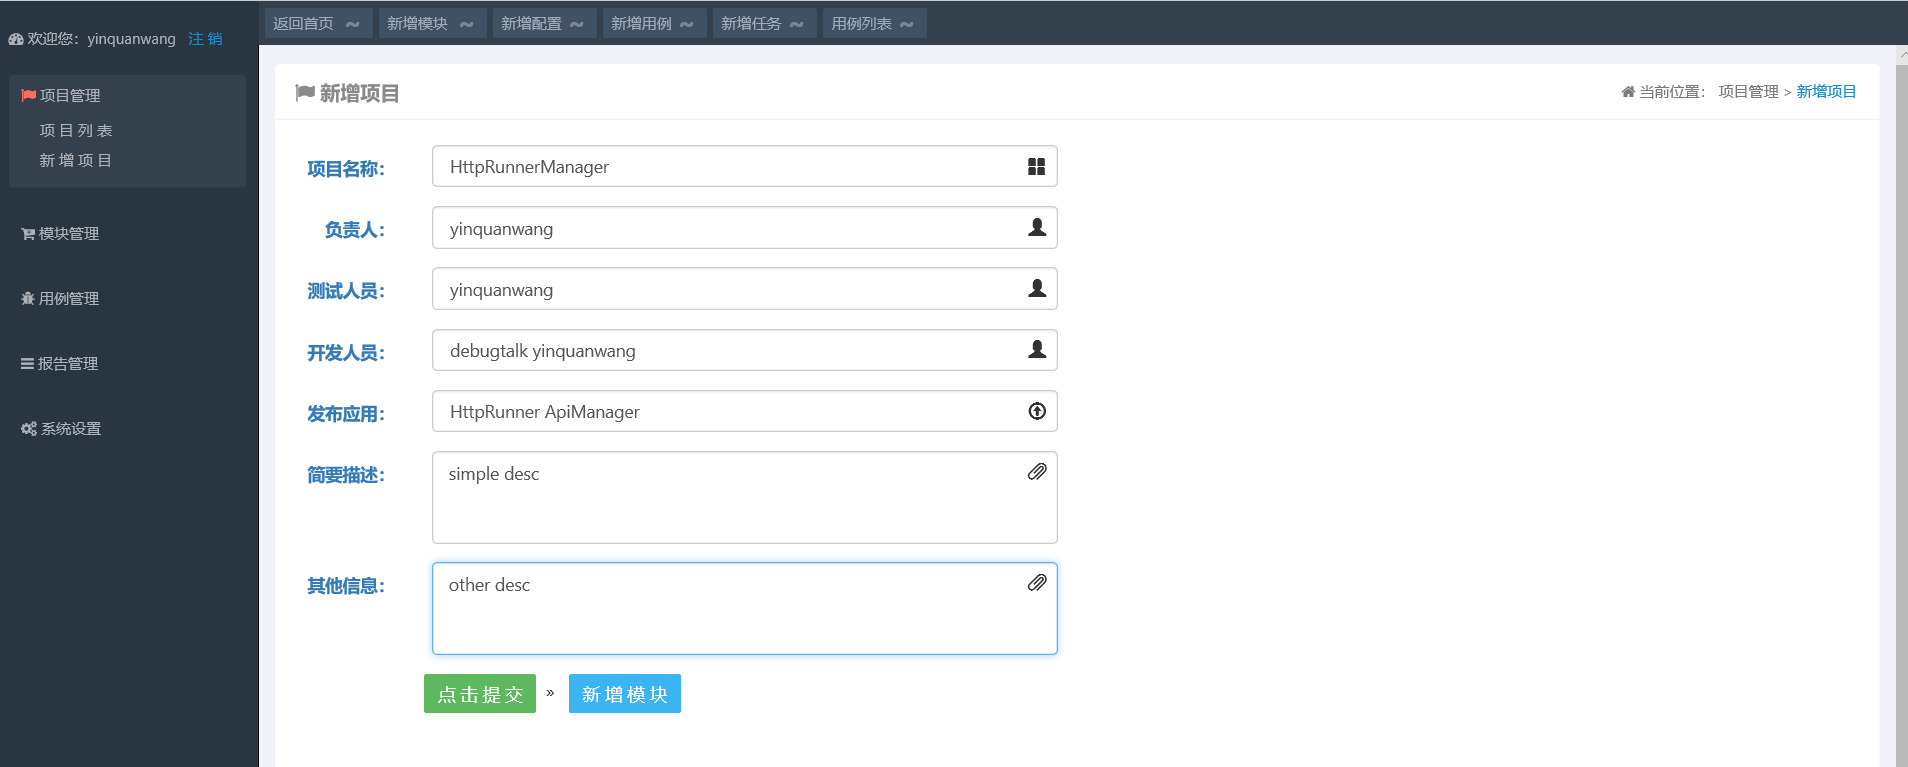 欢迎您：yinquanwang 注 销
返回首页 新增模块 新增配置 新增用例 新增任务 用例列表
项目管理
项 目 列 表
新 增 项 目
模块管理
用例管理
报告管理
系统设置
新增项目
当前位置： 项目管理 > 新增项目
项目名称： HttpRunnerManager
负责人： yinquanwang
测试人员： yinquanwang
开发人员： debugtalk yinquanwang
发布应用： HttpRunner ApiManager
简要描述： simple desc
其他信息： other desc
点 击 提 交 » 新 增 模 块